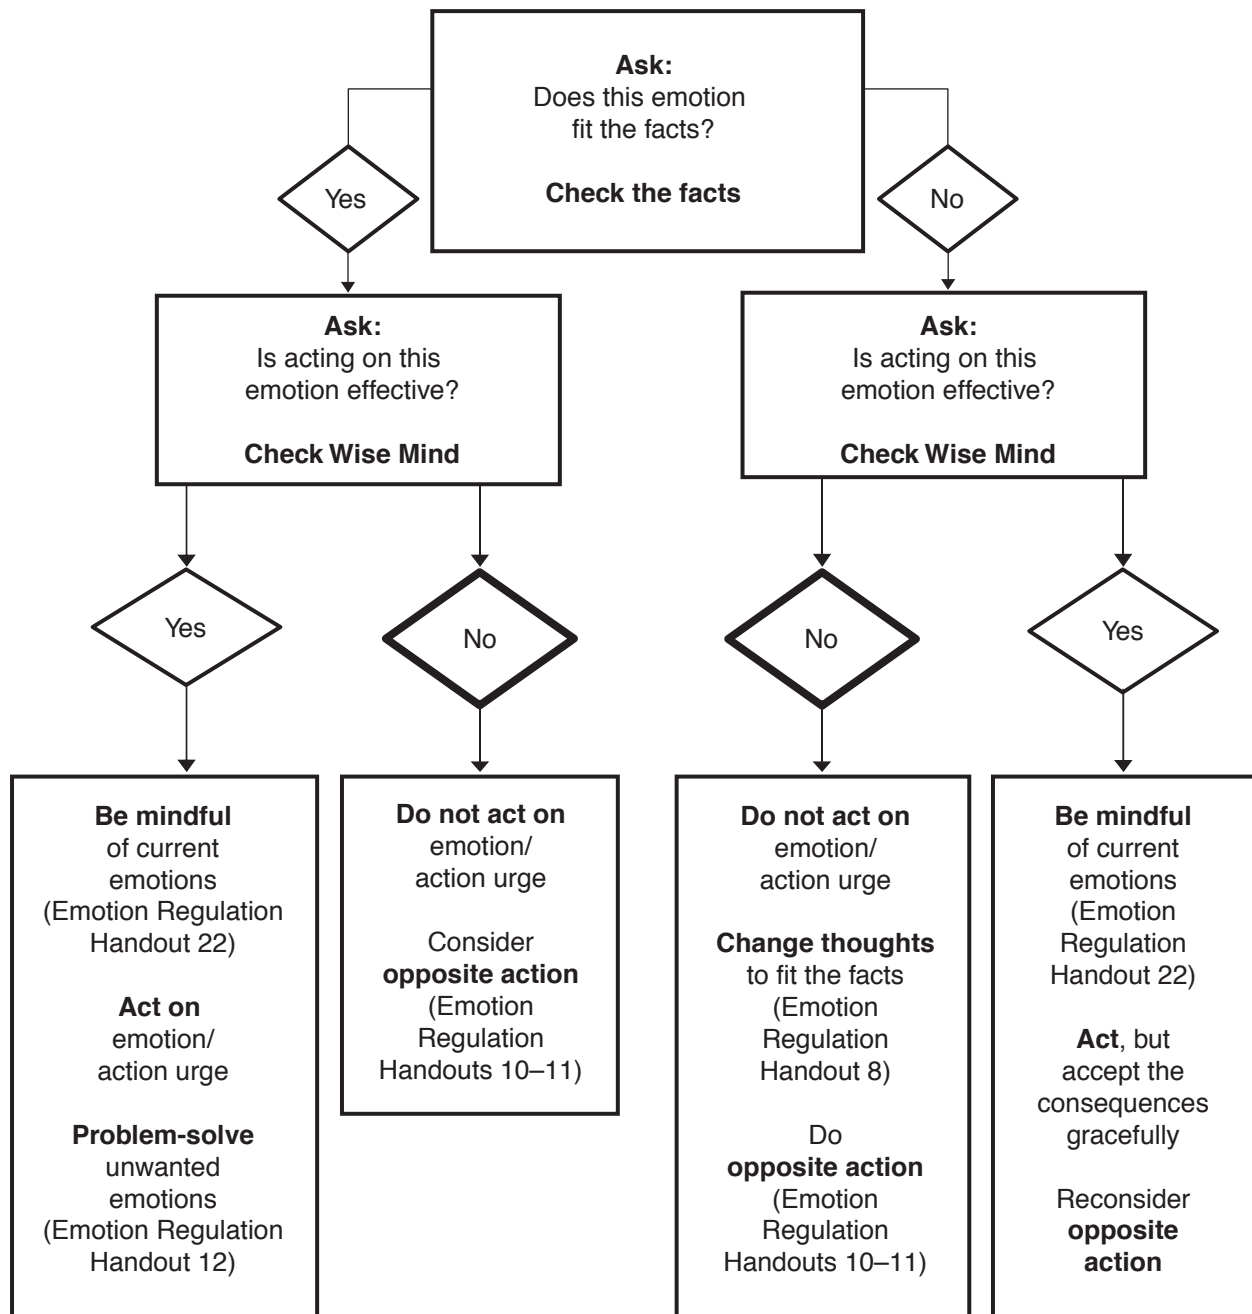 Ask:
Does this emotion
fit the facts?
Check the facts
Yes
No
Ask:
Is acting on this
emotion effective?
Check Wise Mind
Ask:
Is acting on this
emotion effective?
Check Wise Mind
Yes
No
No
Yes
Be mindful
of current
emotions
(Emotion Regulation
Handout 22)
Act on
emotion/
action urge
Problem-solve
unwanted
emotions
(Emotion Regulation
Handout 12)
Do not act on
emotion/
action urge
Consider
opposite action
(Emotion
Regulation
Handouts 10–11)
Do not act on
emotion/
action urge
Change thoughts
to fit the facts
(Emotion
Regulation
Handout 8)
Do
opposite action
(Emotion
Regulation
Handouts 10–11)
Be mindful
of current
emotions
(Emotion
Regulation
Handout 22)
Act, but
accept the
consequences
gracefully
Reconsider
opposite
action